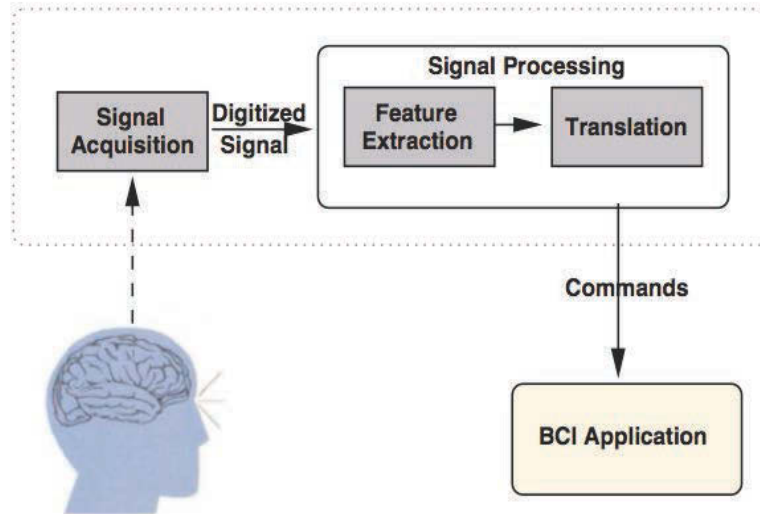 Signal Processing
Signal
Acquisition
Digitized
Signal
Feature
Extraction
Translation
Commands
BCI Application